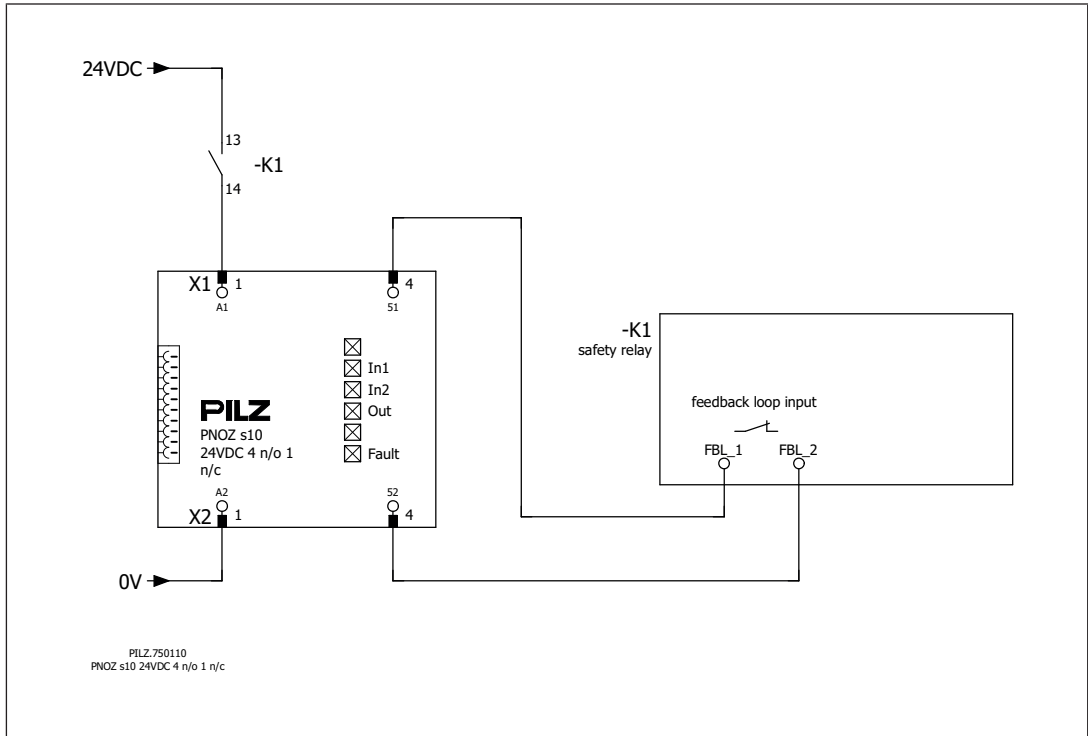 24VDC
13
-K1
14
X1 1
4
A1
51
-K1
safety relay
In1
In2
Out
Fault
PILZ
PNOZ s10
24VDC 4 n/o 1
n/c
feedback loop input
FBL_1 FBL_2
A2
52
X2 1
4
0V
PILZ.750110
PNOZ s10 24VDC 4 n/o 1 n/c